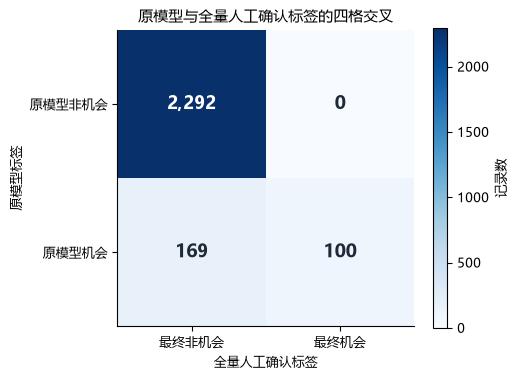 原模型与全量人工确认标签的四格交叉
原模型标签
原模型非机会
2,292
0
原模型机会
169
100
最终非机会
最终机会
全量人工确认标签
2000
1500
1000
500
0
记录数